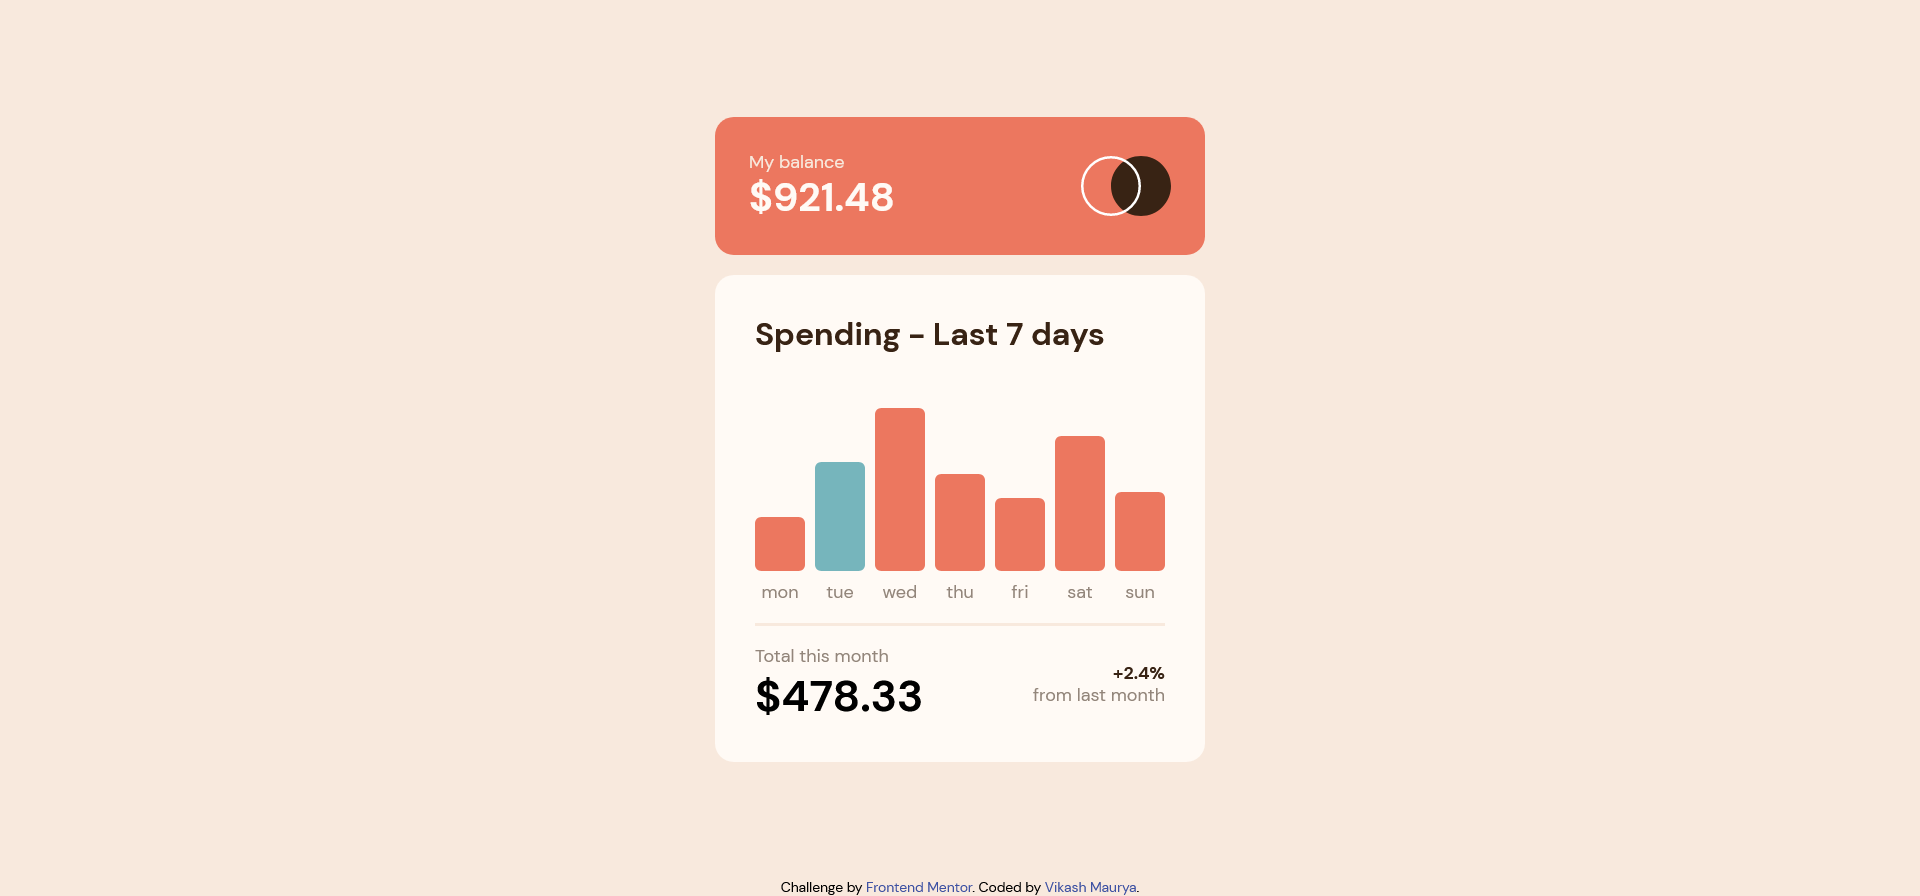 My balance
$921.48
Spending - Last 7 days
mon tue wed thu fri sat sun
Total this month
$478.33
+2.4%
from last month
Challenge by Frontend Mentor. Coded by Vikash Maurya.